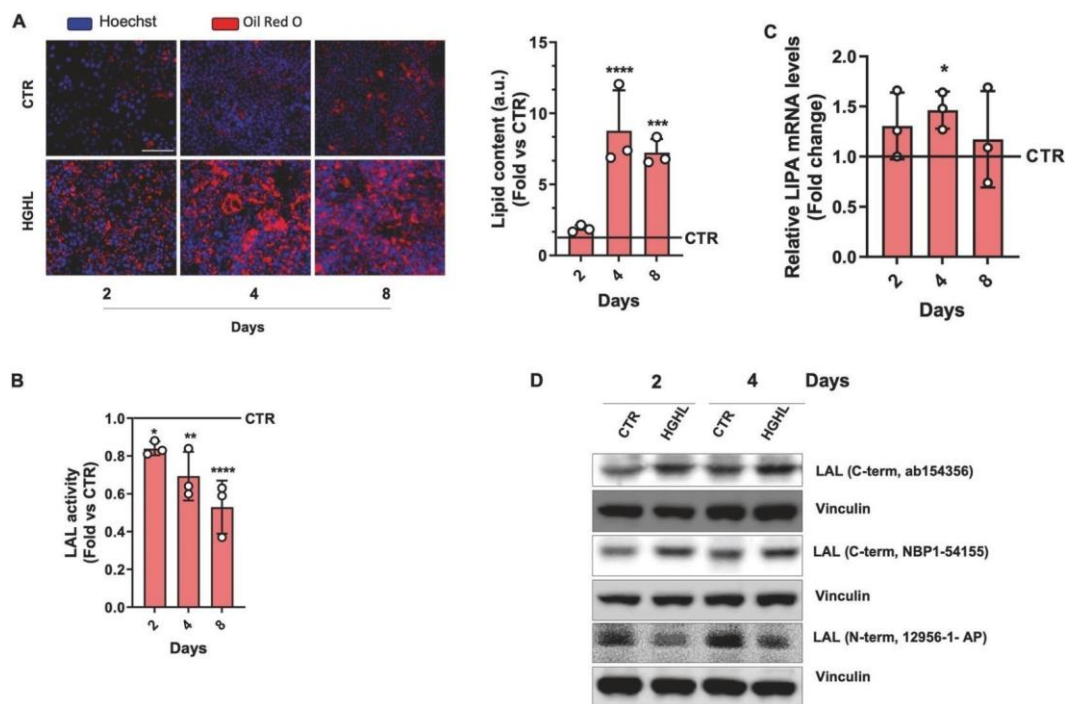 A
Hoechst
Oil Red O
CTR
HGHL
2 4 8
Days
Lipid content (a.u.)
(Fold vs CTR)
15
10
5
0
****
***
CTR
2 4 8
Days
C
Relative LIPA mRNA levels
(Fold change)
2.0
1.5
1.0
0.5
0.0
*
CTR
2 4 8
Days
B
LAL activity
(Fold vs CTR)
1.0
0.8
0.6
0.4
0.2
0.0
CTR
*
**
****
2 4 8
Days
D
2 4 Days
CTR HGHL CTR HGHL
LAL (C-term, ab154356)
Vinculin
LAL (C-term, NBP1-54155)
Vinculin
LAL (N-term, 12956-1- AP)
Vinculin